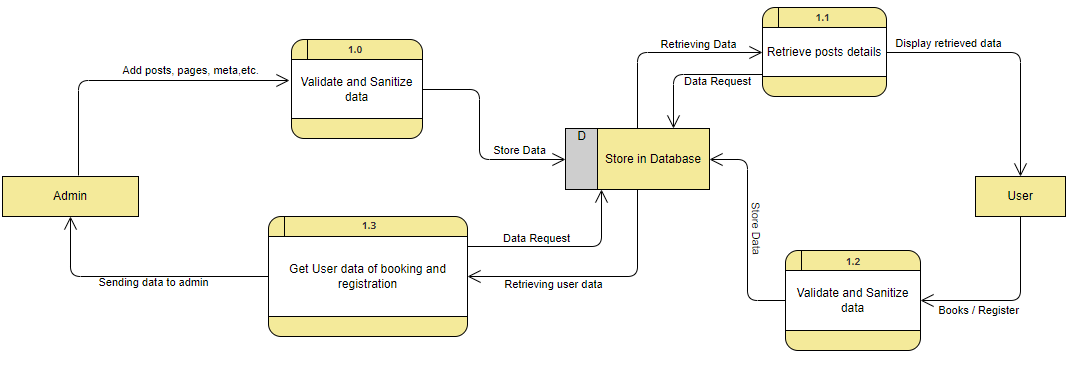 1.1
Retrieving Data
Retrieve posts details
Display retrieved data
1.0
Add posts, pages, meta,etc.
Validate and Sanitize
data
Data Request
D
Store Data
Store in Database
Admin
User
1.3
Store Data
Data Request
Get User data of booking and
registration
1.2
Sending data to admin
Retrieving user data
Validate and Sanitize
data
Books / Register